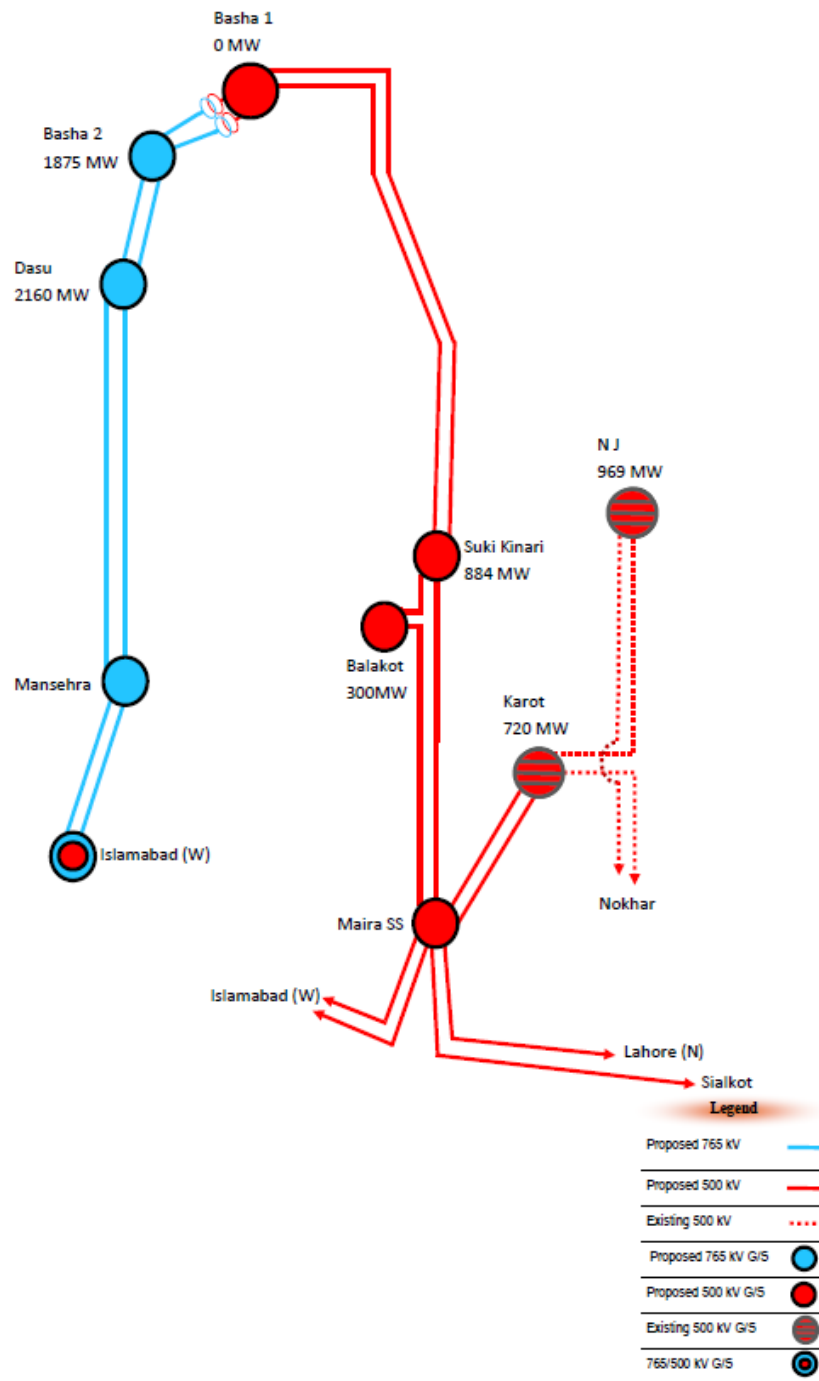 Basha 1
0 MW
Basha 2
1875 MW
Dasu
2160 MW
N J
969 MW
Suki Kinari
884 MW
Balakot
300MW
Mansehra
Karot
720 MW
Islamabad (W)
Nokhar
Maira SS
Islamabad (W)
Lahore (N)
Sialkot
Legend
Proposed 765 kV
Proposed 500 kV
Existing 500 kV
Proposed 765 kV G/S
Proposed 500 kV G/S
Existing 500 kV G/S
765/500 kV G/S